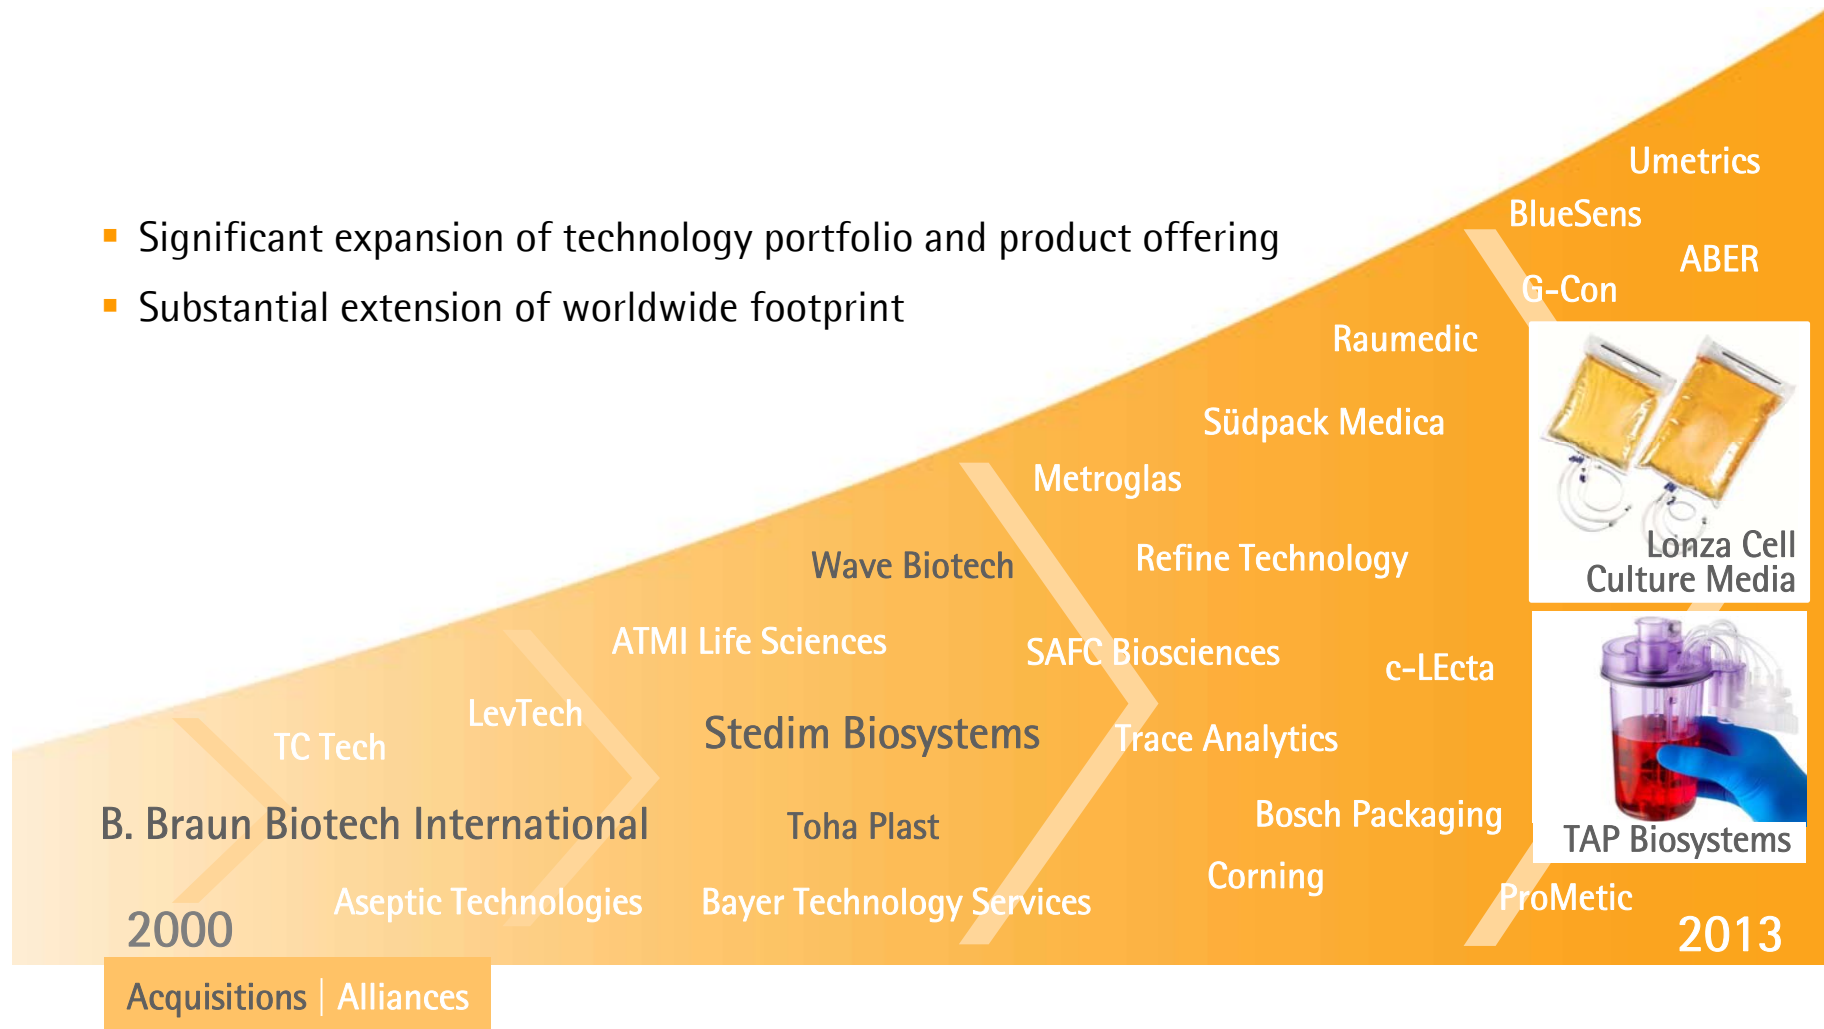 Significant expansion of technology portfolio and product offering
Substantial extension of worldwide footprint
Umetrics
BlueSens
ABER
G-Con
Raumedic
Südpack Medica
Metroglas
Wave Biotech
Refine Technology
Lonza Cell
Culture Media
ATMI Life Sciences
SAFC Biosciences
c-LEcta
LevTech
Stedim Biosystems
TC Tech
Trace Analytics
B. Braun Biotech International
Toha Plast
Bosch Packaging
TAP Biosystems
Corning
Aseptic Technologies
Bayer Technology Services
ProMetic
2000
2013
Acquisitions | Alliances